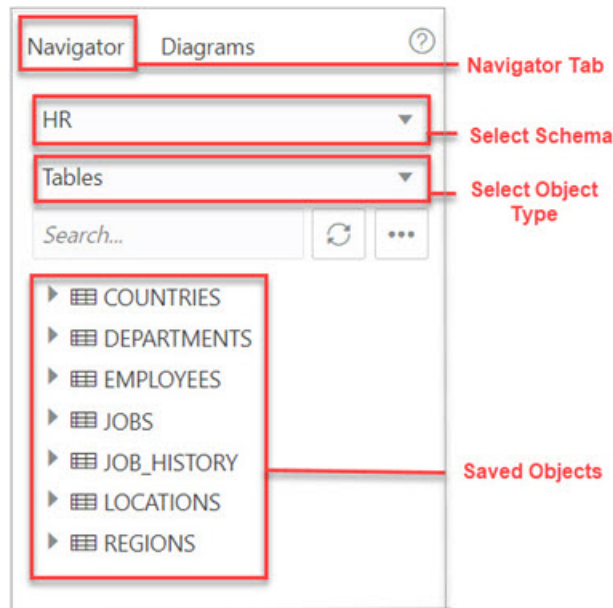 Navigator Diagrams
Navigator Tab
HR
Select Schema
Tables
Select Object
Type
Search...
COUNTRIES
DEPARTMENTS
EMPLOYEES
JOBS
JOB_HISTORY
Saved Objects
LOCATIONS
REGIONS